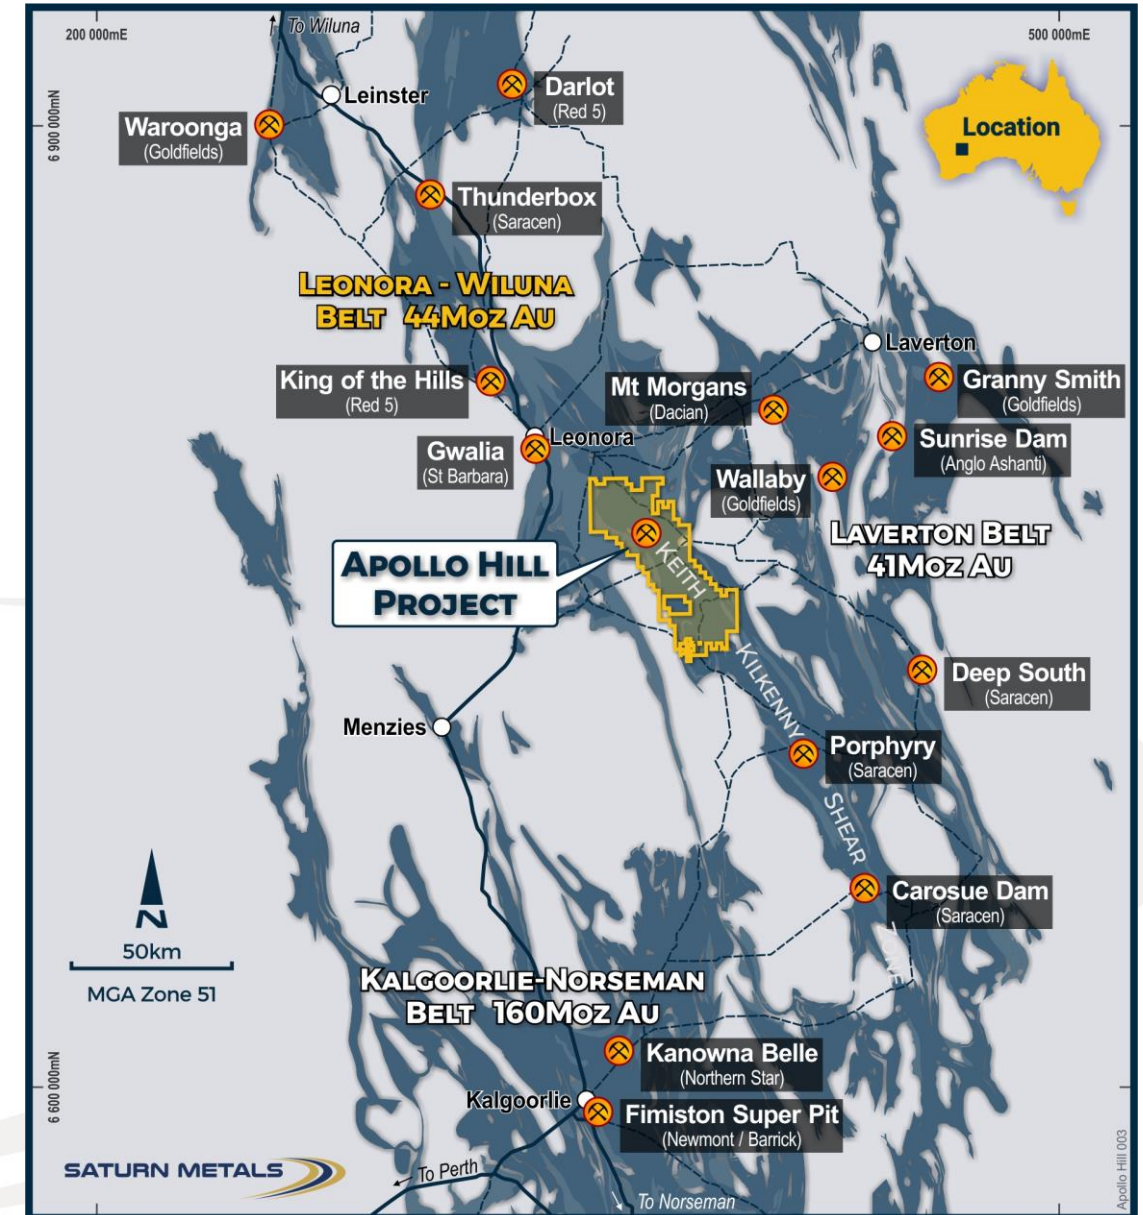 200 000mE
To Wiluna
500 000mE
6 900 000mN
Leinster
Darlot
(Red 5)
Waroonga
(Goldfields)
Location
Thunderbox
(Saracen)
LEONORA - WILUNA
BELT 44MOZ AU
Laverton
King of the Hills
(Red 5)
Mt Morgans
(Dacian)
Granny Smith
(Goldfields)
Leonora
Gwalia
(St Barbara)
Sunrise Dam
(Anglo Ashanti)
Wallaby
(Goldfields)
LAVERTON BELT
41MOZ AU
APOLLO HILL
PROJECT
KEITH
KILKENNY
SHEAR
ZONE
Deep South
(Saracen)
Menzies
Porphyry
(Saracen)
Carosue Dam
(Saracen)
N
50km
MGA Zone 51
KALGOORLIE-NORSEMAN
BELT 160MOZ AU
Kanowna Belle
(Northern Star)
6 600 000mN
Kalgoorlie
Fimiston Super Pit
(Newmont / Barrick)
SATURN METALS
To Perth
To Norseman
Apollo Hill 003